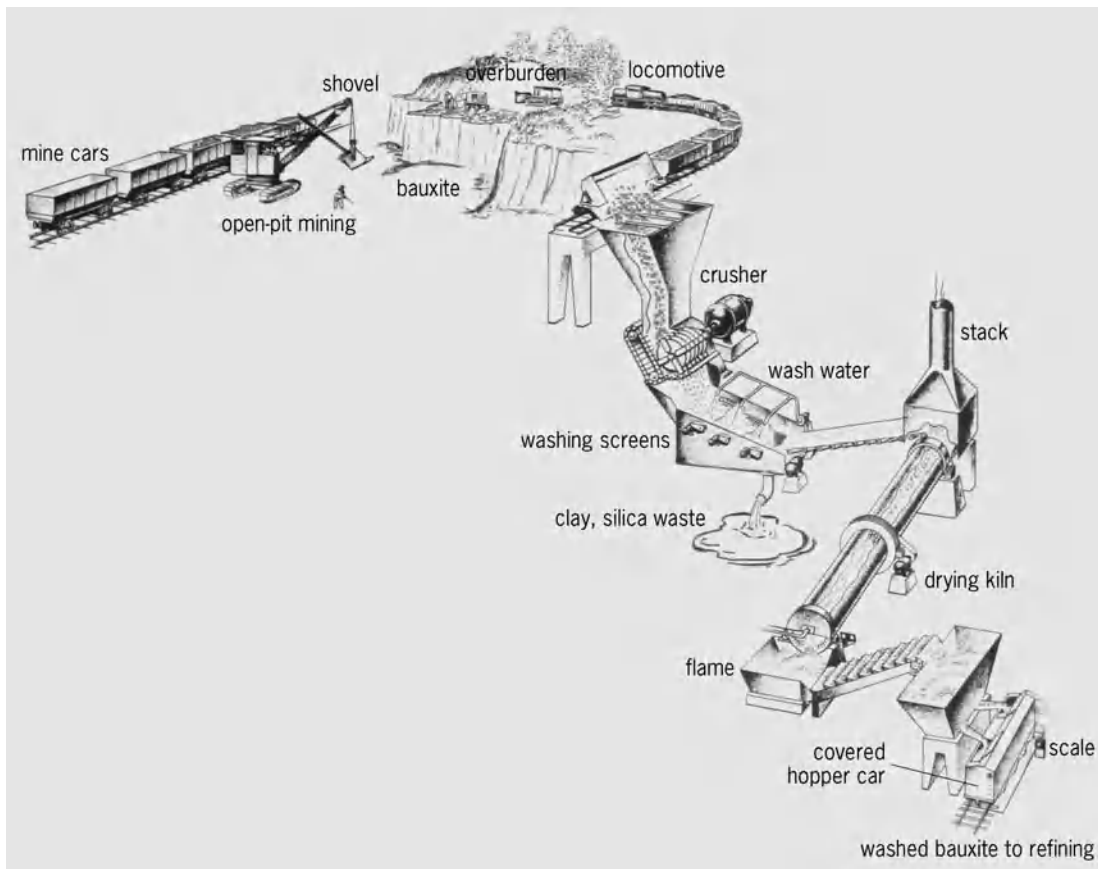 overburden
locomotive
shovel
mine cars
bauxite
open-pit mining
crusher
stack
wash water
washing screens
clay, silica waste
drying kiln
flame
covered
hopper car
scale
washed bauxite to refining